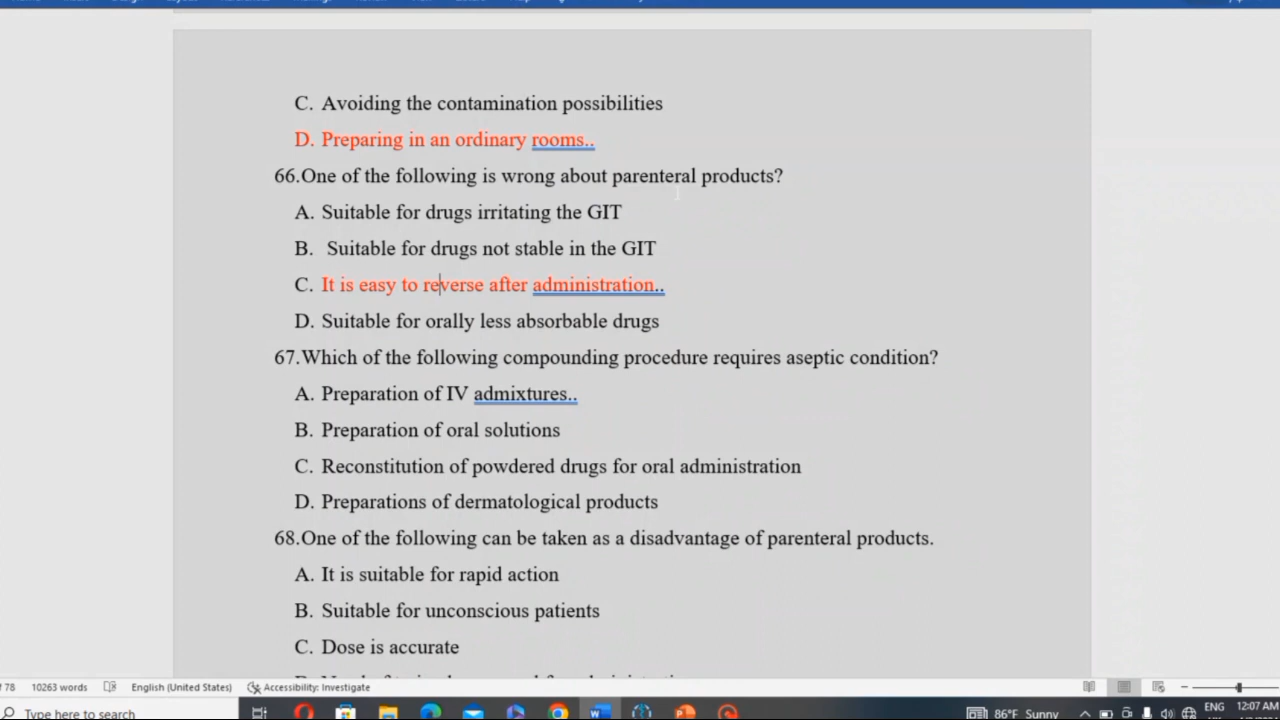 C. Avoiding the contamination possibilities
D. Preparing in an ordinary rooms..
66.One of the following is wrong about parenteral products?
A. Suitable for drugs irritating the GIT
B. Suitable for drugs not stable in the GIT
C. It is easy to reverse after administration..
D. Suitable for orally less absorbable drugs
67.Which of the following compounding procedure requires aseptic condition?
A. Preparation of IV admixtures..
B. Preparation of oral solutions
C. Reconstitution of powdered drugs for oral administration
D. Preparations of dermatological products
68.One of the following can be taken as a disadvantage of parenteral products.
A. It is suitable for rapid action
B. Suitable for unconscious patients
C. Dose is accurate
78 10263 words English (United States) Accessibility: Investigate
Type here to search 86°F Sunny ENG 12:07 AM